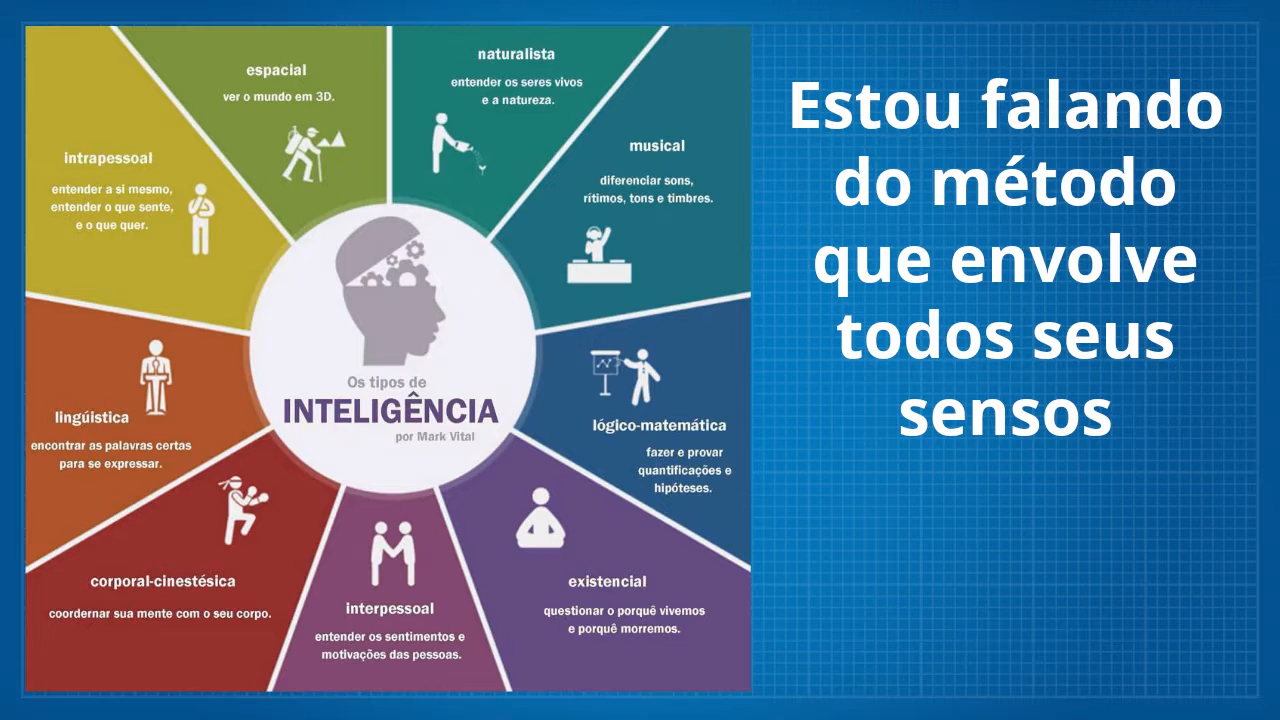 espacial
ver o mundo em 3D.
naturalista
entender os seres vivos
e a natureza.
musical
diferenciar sons,
rítimos, tons e timbres.
lógico-matemática
fazer e provar
quantificações e
hipóteses.
existencial
questionar o porquê vivemos
e porquê morremos.
interpessoal
entender os sentimentos e
motivações das pessoas.
corporal-cinestésica
coordernar sua mente com o seu corpo.
lingúistica
encontrar as palavras certas
para se expressar.
intrapessoal
entender a si mesmo,
entender o que sente,
e o que quer.
Os tipos de
INTELIGÊNCIA
por Mark Vital
Estou falando
do método
que envolve
todos seus
sensos